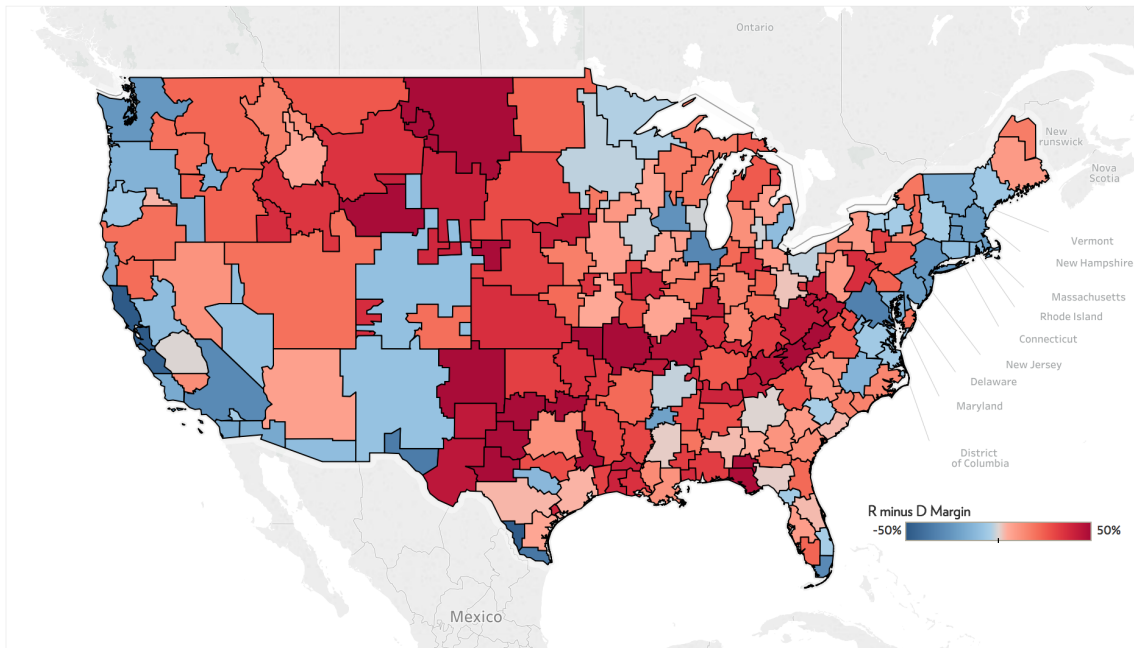 Ontario
New
runswick
Nova
Scotia
Vermont
New Hampshire
Massachusetts
Rhode Island
Connecticut
New Jersey
Delaware
Maryland
District
of Columbia
R minus D Margin
-50%
50%
Mexico